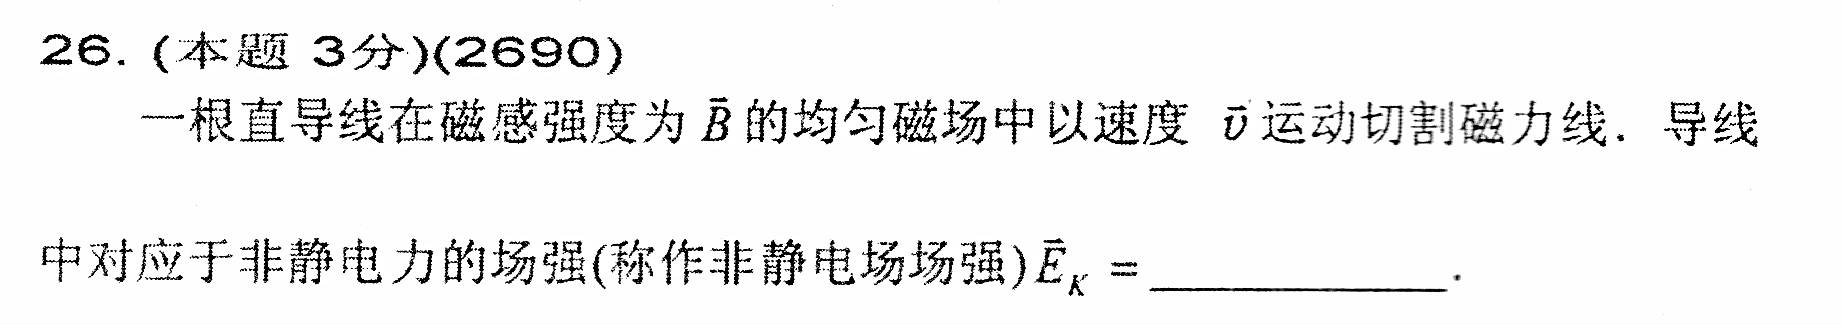 26. (本题 3分)(2690)
一根直导线在磁感强度为 B̄ 的均匀磁场中以速度 ῡ 运动切割磁力线. 导线
中对应于非静电力的场强(称作非静电场场强)Ē_K = ____________.